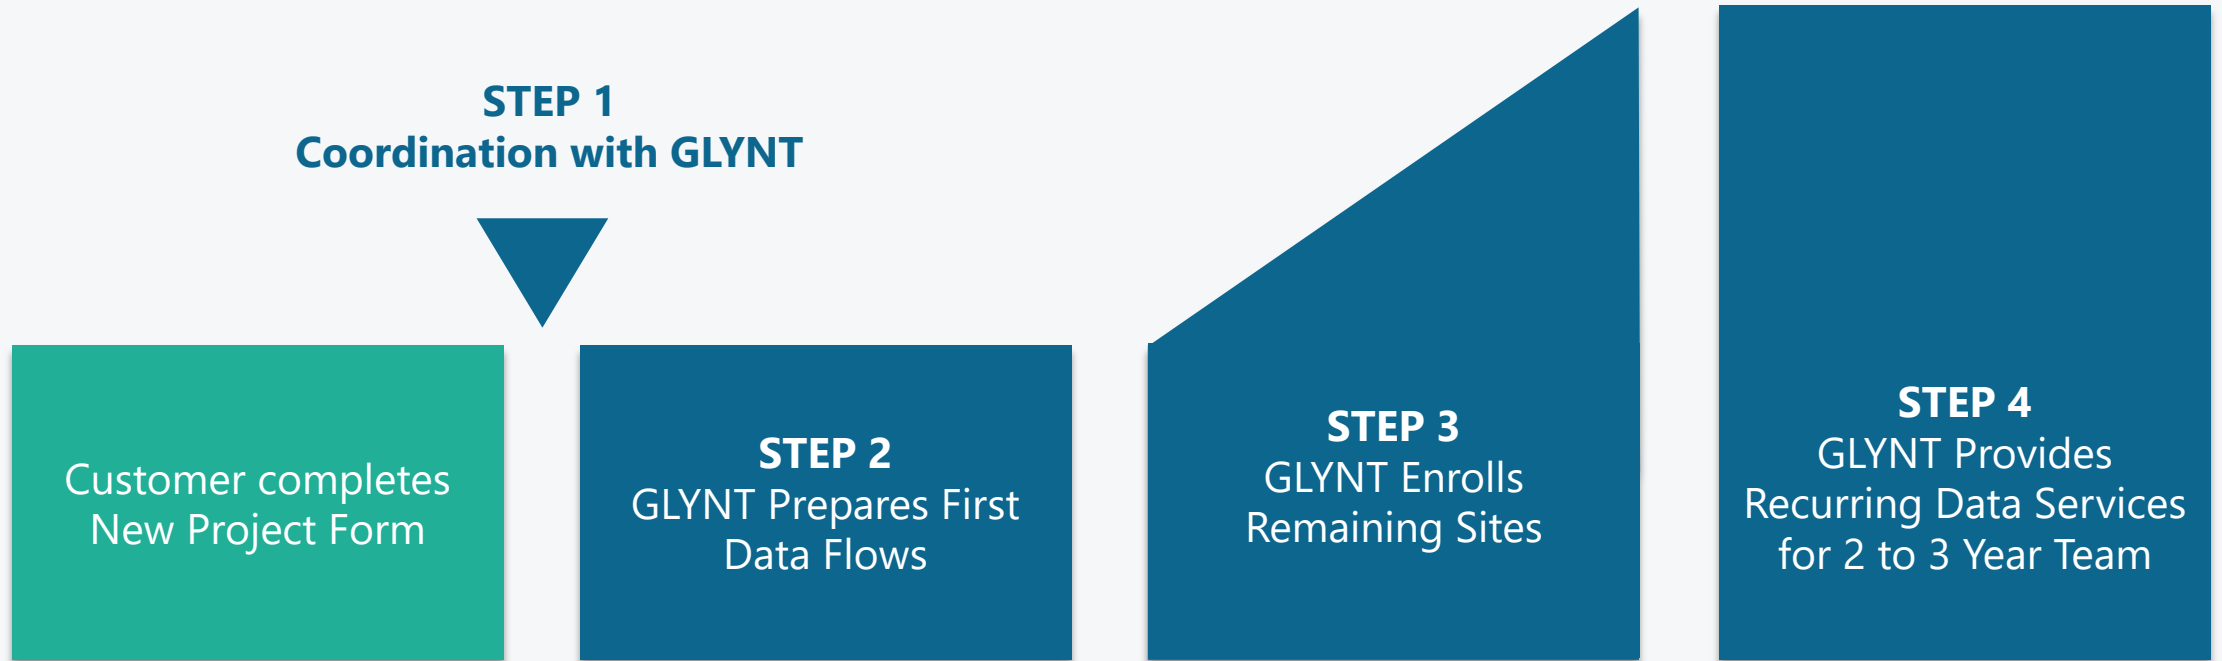 STEP 1
Coordination with GLYNT
Customer completes
New Project Form
STEP 2
GLYNT Prepares First
Data Flows
STEP 3
GLYNT Enrolls
Remaining Sites
STEP 4
GLYNT Provides
Recurring Data Services
for 2 to 3 Year Team